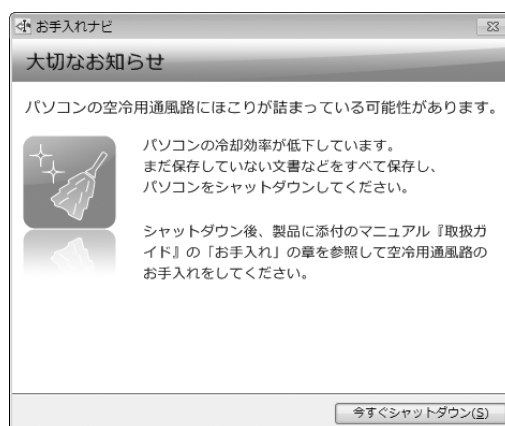 お手入れナビ
大切なお知らせ
パソコンの空冷用通風路にほこりが詰まっている可能性があります。
パソコンの冷却効率が低下しています。
まだ保存していない文書などをすべて保存し、
パソコンをシャットダウンしてください。
シャットダウン後、製品に添付のマニュアル『取扱ガ
イド』の「お手入れ」の章を参照して空冷用通風路の
お手入れをしてください。
今すぐシャットダウン(S)